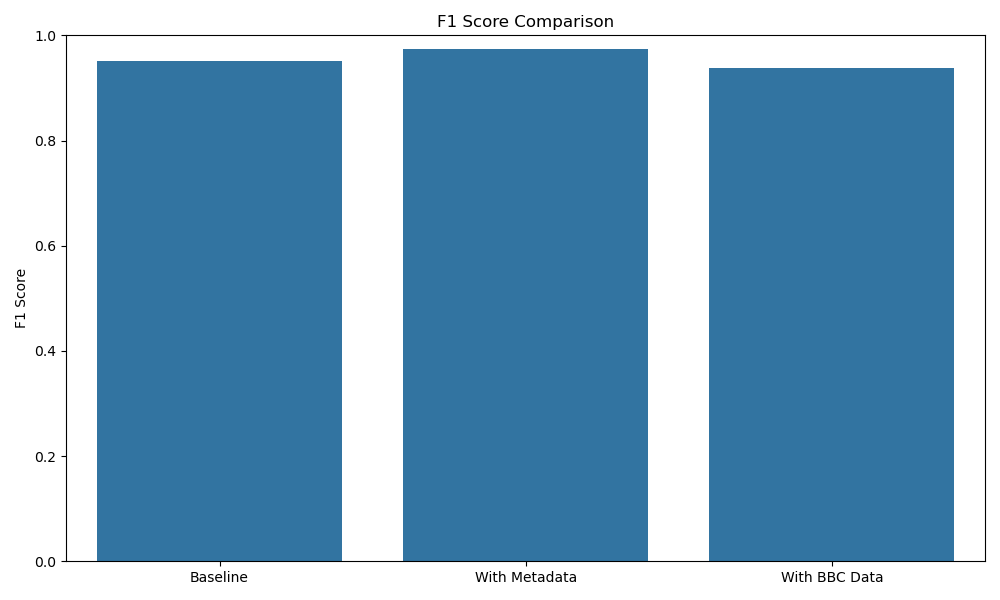 F1 Score Comparison
1.0
0.8
0.6
0.4
0.2
0.0
F1 Score
Baseline
With Metadata
With BBC Data